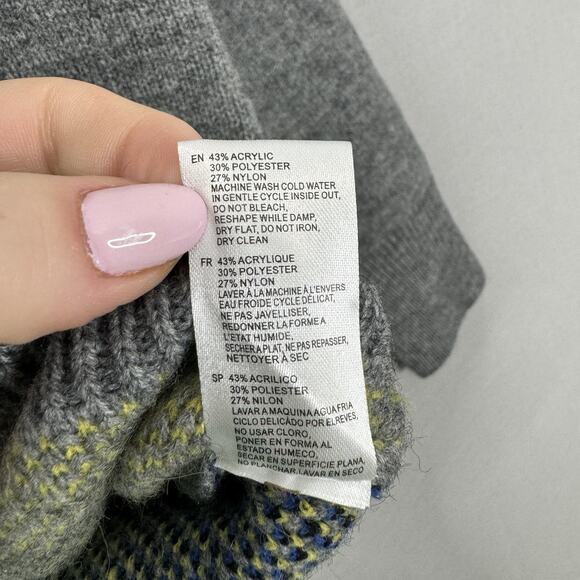 EN 43% ACRYLIC
30% POLYESTER
27% NYLON
MACHINE WASH COLD WATER
IN GENTLE CYCLE INSIDE OUT,
DO NOT BLEACH,
RESHAPE WHILE DAMP,
DRY FLAT, DO NOT IRON,
DRY CLEAN
FR 43% ACRYLIQUE
30% POLYESTER
27% NYLON
LAVER À LA MACHINE À L'ENVERS
EAU FROIDE CYCLE DÉLICAT,
NE PAS JAVELLISER,
REDONNER LA FORME A
L'ETAT HUMIDE,
SECHER A PLAT, NE PAS REPASSER,
NETTOYER À SEC
SP 43% ACRILICO
30% POLIESTER
27% NILON
LAVAR A MAQUINA AGUA FRIA
CICLO DELICADO POR EL REVES,
NO USAR CLORO,
PONER EN FORMA AL
ESTADO HUMECO,
SECAR EN SUPERFICIE PLANA,
NO PLANCHAR, LAVAR EN SECO